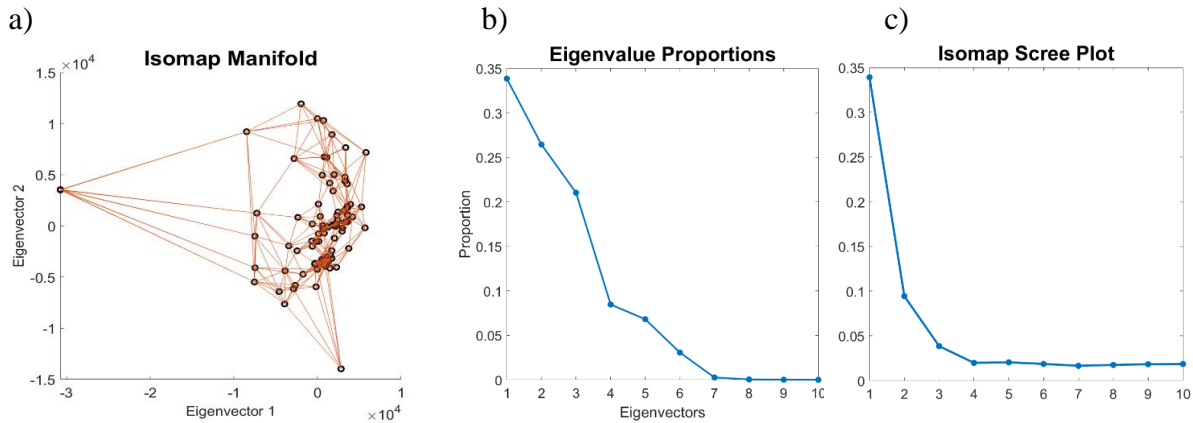 a)
Isomap Manifold
×10⁴
1.5
1
0.5
0
-0.5
-1
-1.5
Eigenvector 2
-3
-2
-1
0
1
Eigenvector 1
×10⁴
b)
Eigenvalue Proportions
0.35
0.3
0.25
0.2
0.15
0.1
0.05
0
Proportion
1 2 3 4 5 6 7 8 9 10
Eigenvectors
c)
Isomap Scree Plot
0.35
0.3
0.25
0.2
0.15
0.1
0.05
0
1 2 3 4 5 6 7 8 9 10